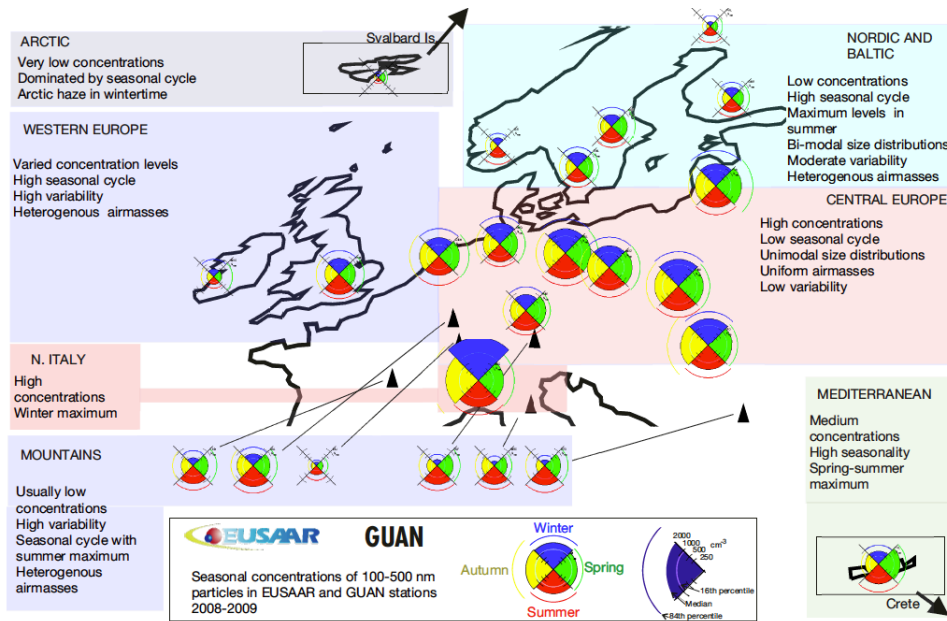 ARCTIC
Very low concentrations
Dominated by seasonal cycle
Arctic haze in wintertime
Svalbard Is.
NORDIC AND
BALTIC
Low concentrations
High seasonal cycle
Maximum levels in
summer
Bi-modal size distributions
Moderate variability
Heterogenous airmasses
WESTERN EUROPE
Varied concentration levels
High seasonal cycle
High variability
Heterogenous airmasses
CENTRAL EUROPE
High concentrations
Low seasonal cycle
Unimodal size distributions
Uniform airmasses
Low variability
N. ITALY
High
concentrations
Winter maximum
MEDITERRANEAN
Medium
concentrations
High seasonality
Spring-summer
maximum
MOUNTAINS
Usually low
concentrations
High variability
Seasonal cycle with
summer maximum
Heterogenous
airmasses
EUSAAR
GUAN
Seasonal concentrations of 100-500 nm
particles in EUSAAR and GUAN stations
2008-2009
Winter
Autumn
Spring
Summer
2000
1000
500
250
cm-3
16th percentile
Median
84th percentile
Crete